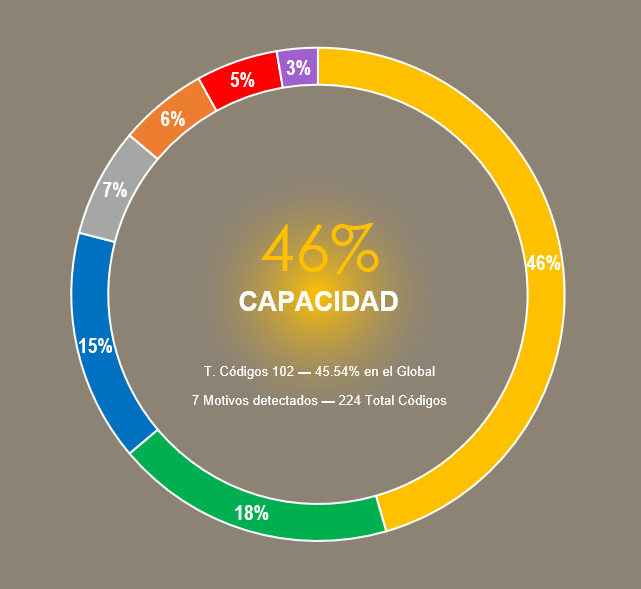 3%
5%
6%
7%
46%
46%
CAPACIDAD
15%
T. Códigos 102 — 45.54% en el Global
7 Motivos detectados — 224 Total Códigos
18%